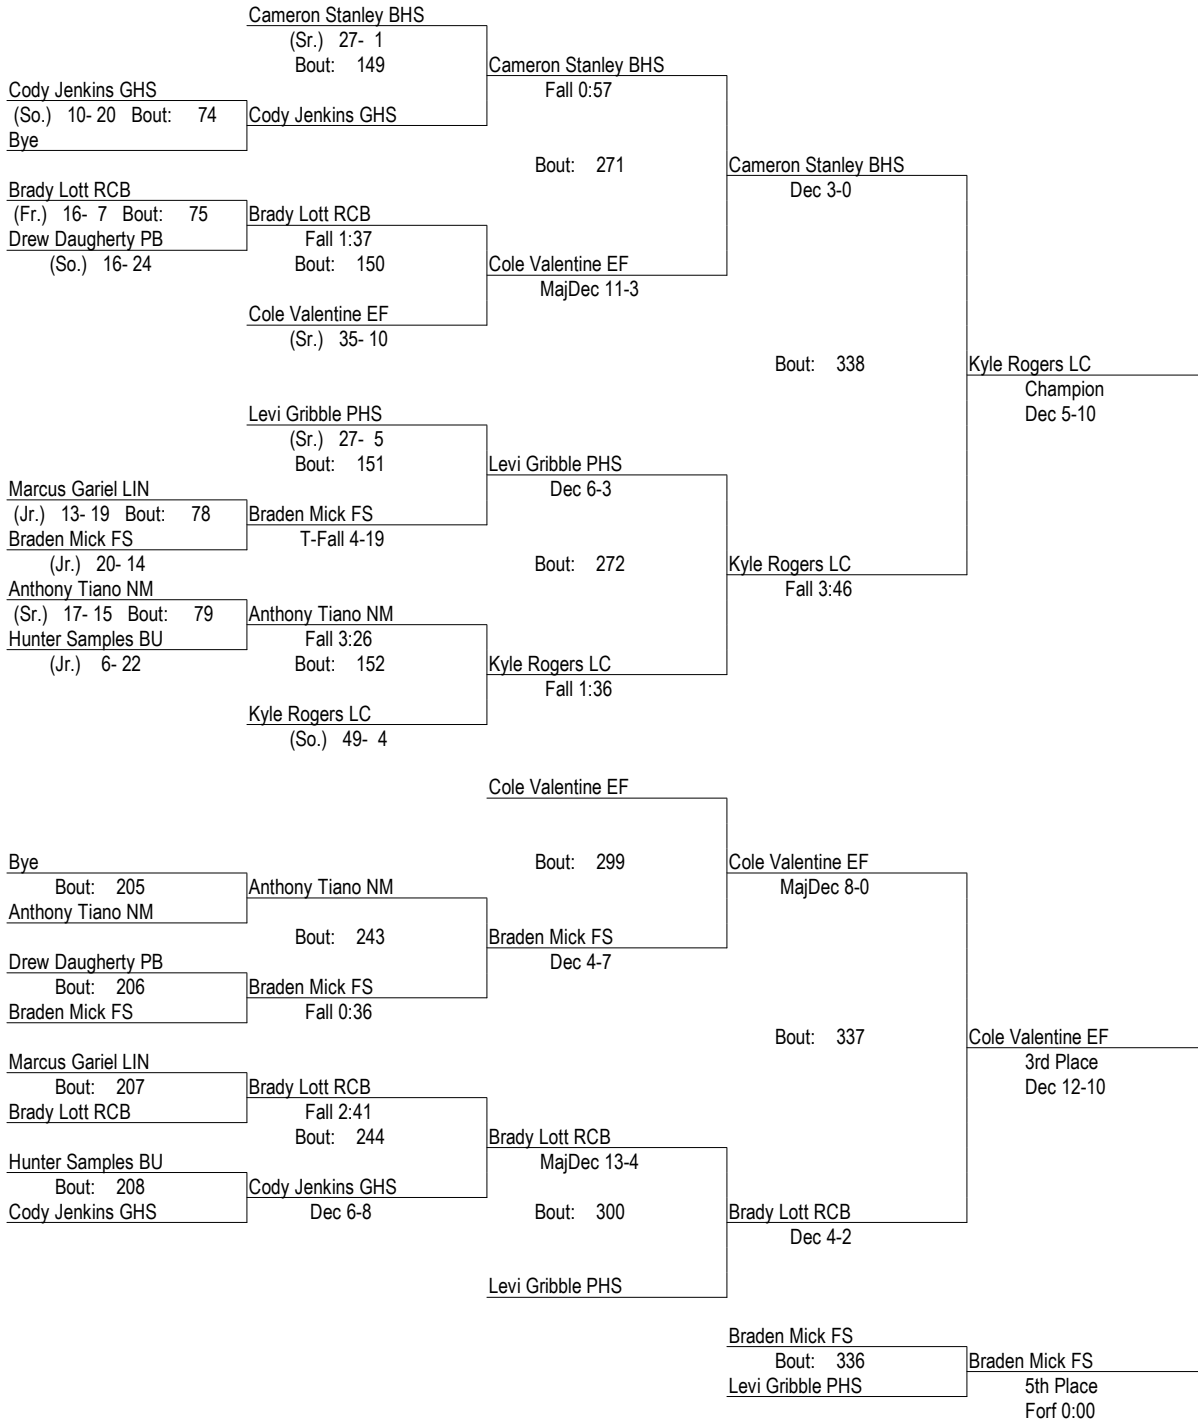 Cameron Stanley BHS
(Sr.) 27- 1
Bout: 149
Cameron Stanley BHS
Fall 0:57
Cody Jenkins GHS
(So.) 10- 20 Bout: 74
Cody Jenkins GHS
Bye
Bout: 271
Cameron Stanley BHS
Dec 3-0
Brady Lott RCB
(Fr.) 16- 7 Bout: 75
Brady Lott RCB
Drew Daugherty PB
Fall 1:37
(So.) 16- 24
Bout: 150
Cole Valentine EF
MajDec 11-3
Cole Valentine EF
(Sr.) 35- 10
Bout: 338
Kyle Rogers LC
Champion
Dec 5-10
Levi Gribble PHS
(Sr.) 27- 5
Bout: 151
Levi Gribble PHS
Dec 6-3
Marcus Gariel LIN
(Jr.) 13- 19 Bout: 78
Braden Mick FS
Braden Mick FS
T-Fall 4-19
(Jr.) 20- 14
Bout: 272
Kyle Rogers LC
Fall 3:46
Anthony Tiano NM
(Sr.) 17- 15 Bout: 79
Anthony Tiano NM
Hunter Samples BU
Fall 3:26
(Jr.) 6- 22
Bout: 152
Kyle Rogers LC
Fall 1:36
Kyle Rogers LC
(So.) 49- 4
Cole Valentine EF
Bye
Bout: 299
Cole Valentine EF
MajDec 8-0
Bout: 205
Anthony Tiano NM
Anthony Tiano NM
Bout: 243
Braden Mick FS
Dec 4-7
Drew Daugherty PB
Bout: 206
Braden Mick FS
Braden Mick FS
Fall 0:36
Bout: 337
Cole Valentine EF
3rd Place
Dec 12-10
Marcus Gariel LIN
Bout: 207
Brady Lott RCB
Brady Lott RCB
Fall 2:41
Bout: 244
Brady Lott RCB
MajDec 13-4
Hunter Samples BU
Bout: 208
Cody Jenkins GHS
Cody Jenkins GHS
Dec 6-8
Bout: 300
Brady Lott RCB
Dec 4-2
Levi Gribble PHS
Braden Mick FS
Bout: 336
Braden Mick FS
Levi Gribble PHS
5th Place
Forf 0:00